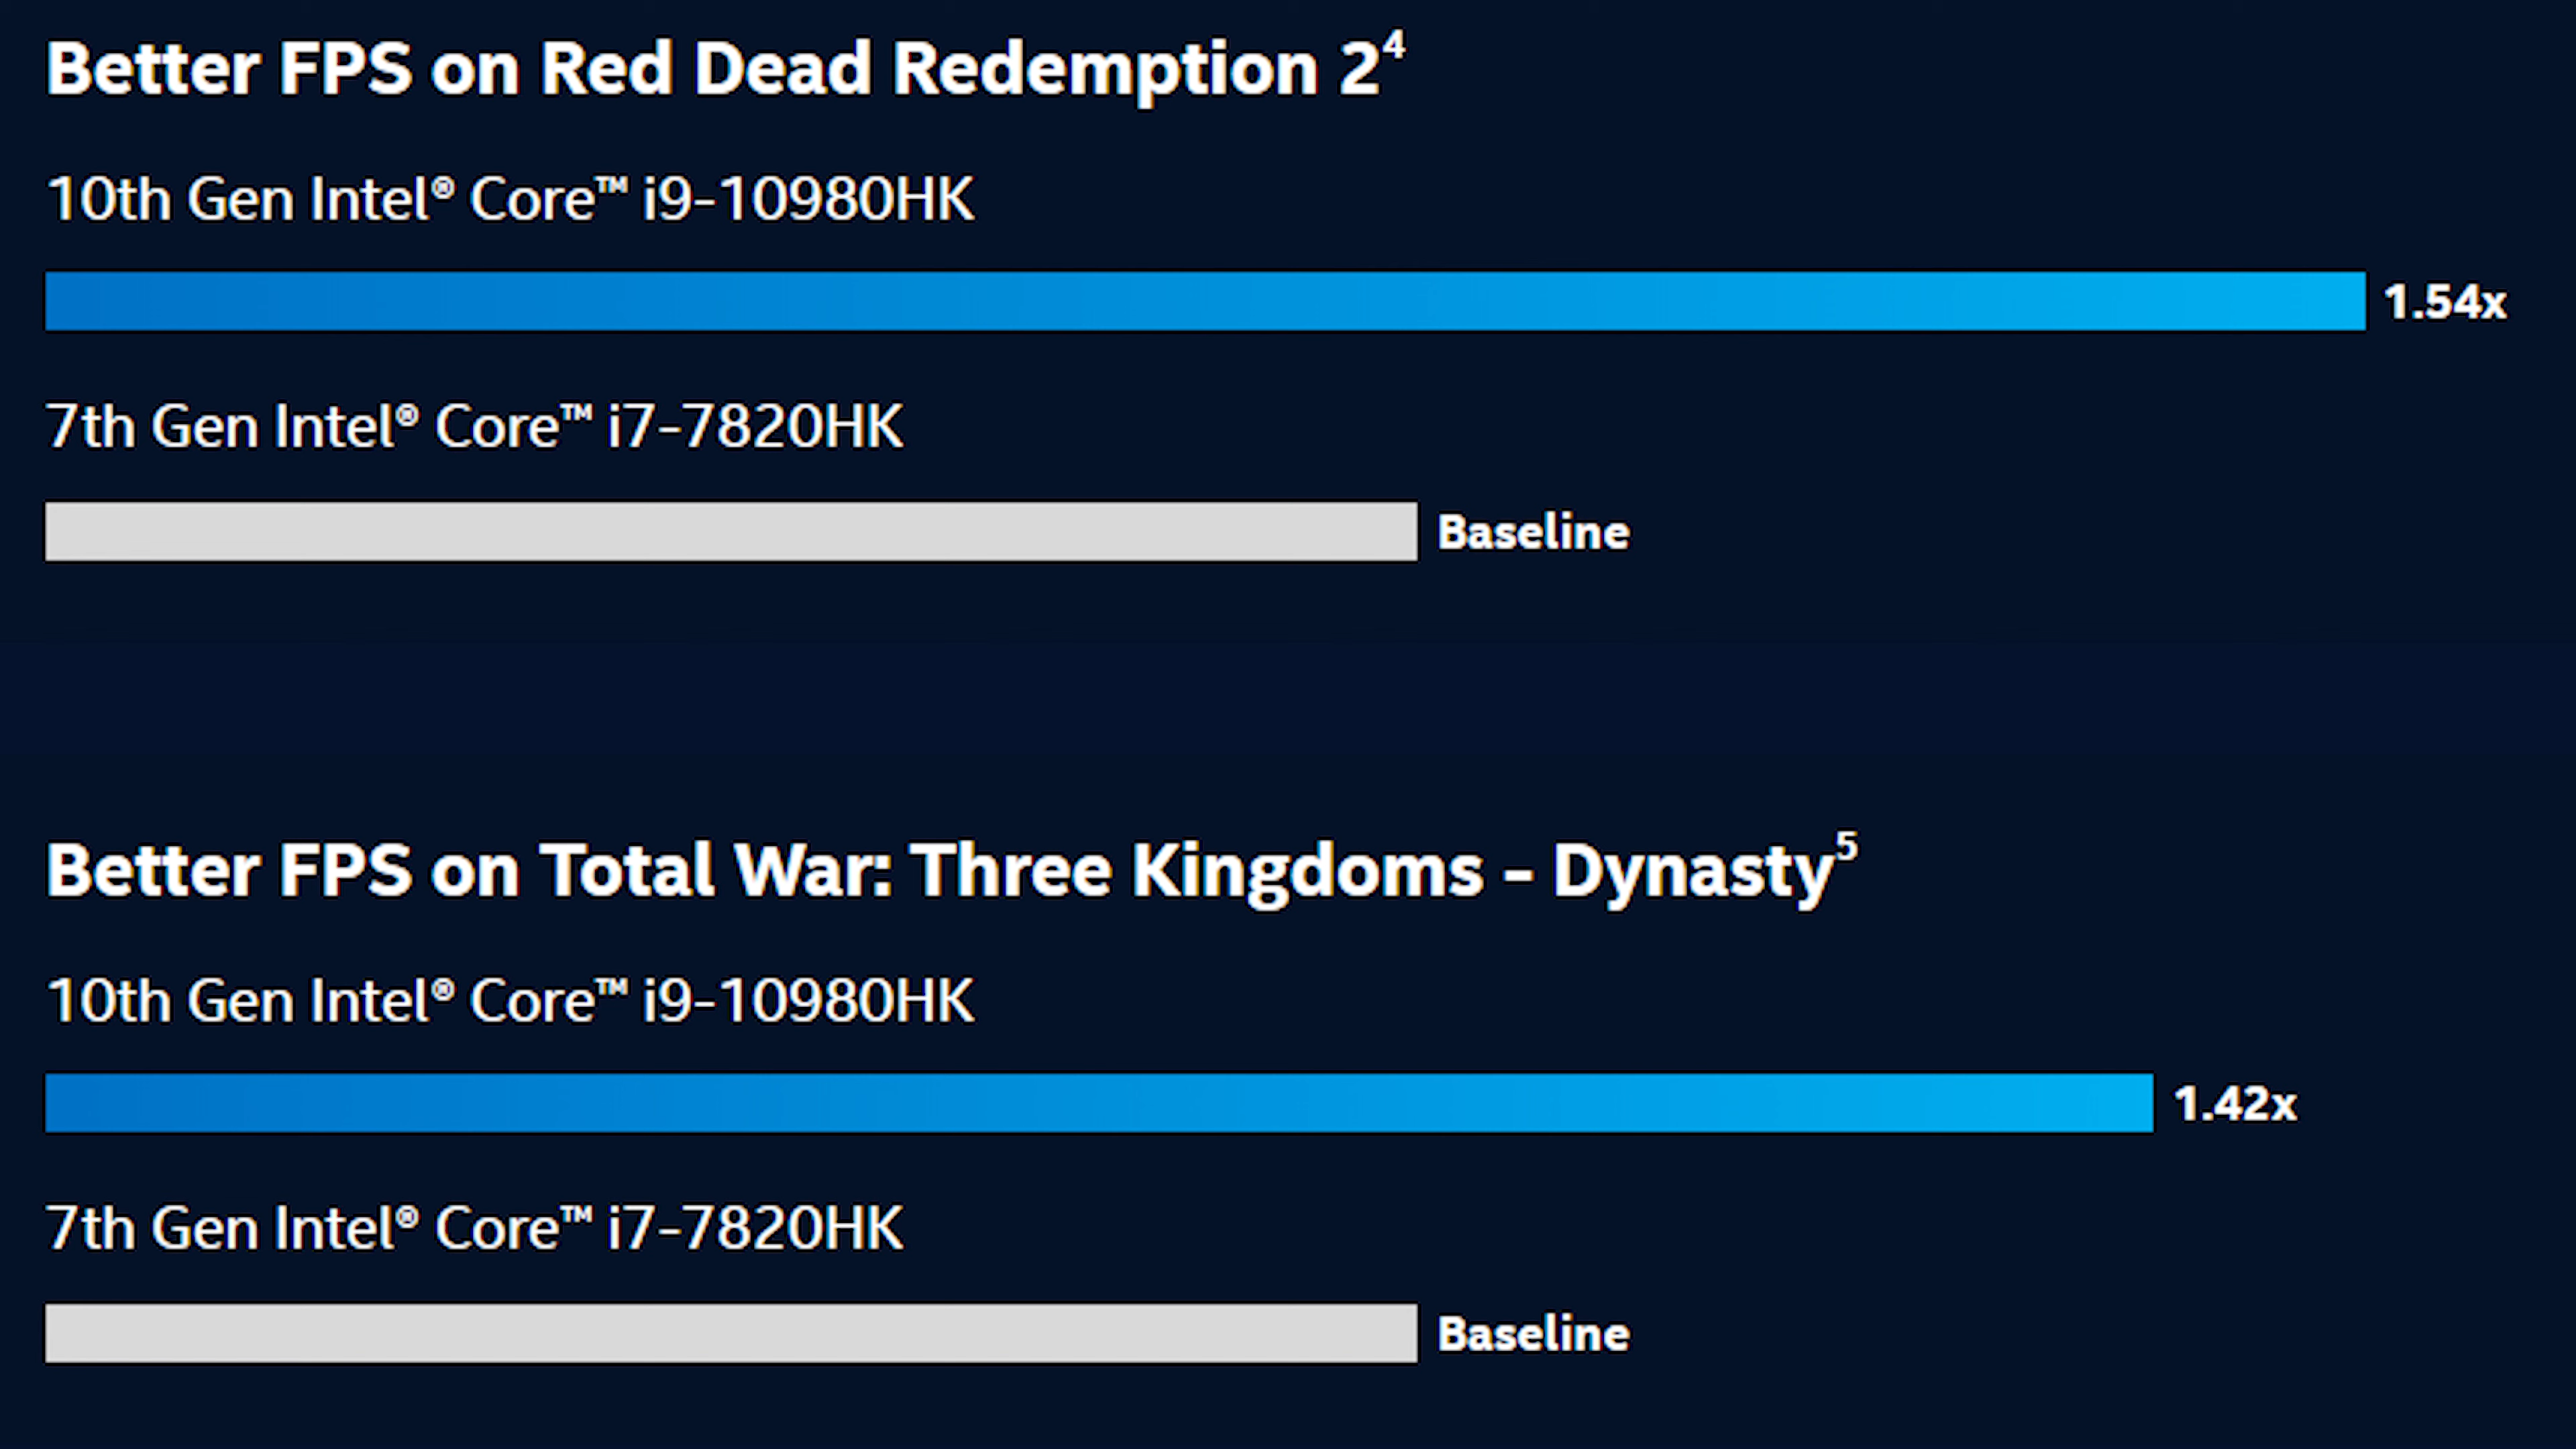 Better FPS on Red Dead Redemption 2⁴
10th Gen Intel® Core™ i9-10980HK
1.54x
7th Gen Intel® Core™ i7-7820HK
Baseline
Better FPS on Total War: Three Kingdoms - Dynasty⁵
10th Gen Intel® Core™ i9-10980HK
1.42x
7th Gen Intel® Core™ i7-7820HK
Baseline